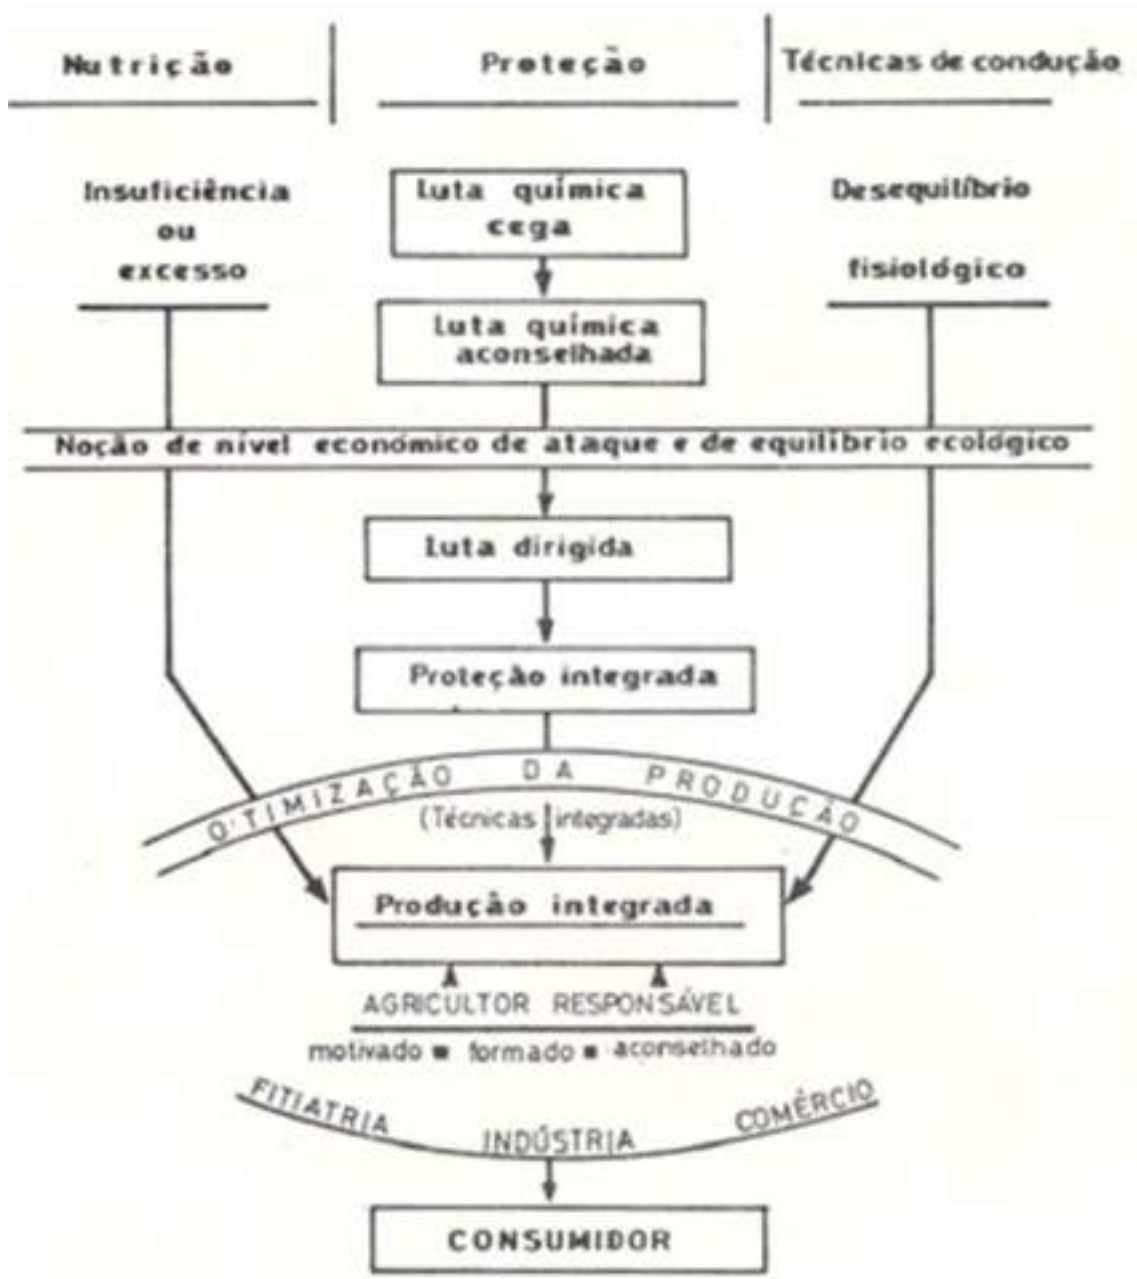 Nutrição
Proteção
Técnicas de condução
Insuficiência
ou
excesso
Luta química
cega
Desequilíbrio
fisiológico
Luta química
aconselhada
Noção de nível económico de ataque e de equilíbrio ecológico
Luta dirigida
Proteção integrada
OTIMIZAÇÃO DA PRODUÇÃO
(Técnicas integradas)
Produção integrada
AGRICULTOR RESPONSÁVEL
motivado = formado = aconselhado
FITIATRIA INDÚSTRIA COMÉRCIO
CONSUMIDOR